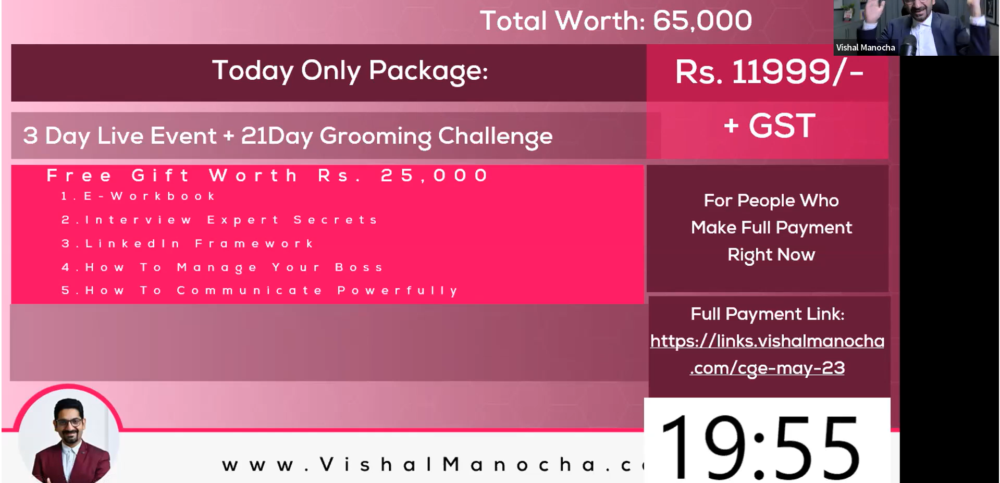 Total Worth: 65,000
Vishal Manocha
Today Only Package:
Rs. 11999/-
+ GST
3 Day Live Event + 21Day Grooming Challenge
Free Gift Worth Rs. 25,000
1. E-Workbook
2. Interview Expert Secrets
3. LinkedIn Framework
4. How To Manage Your Boss
5. How To Communicate Powerfully
For People Who
Make Full Payment
Right Now
Full Payment Link:
https://links.vishalmanocha
.com/cge-may-23
www.VishalManocha.c
19:55